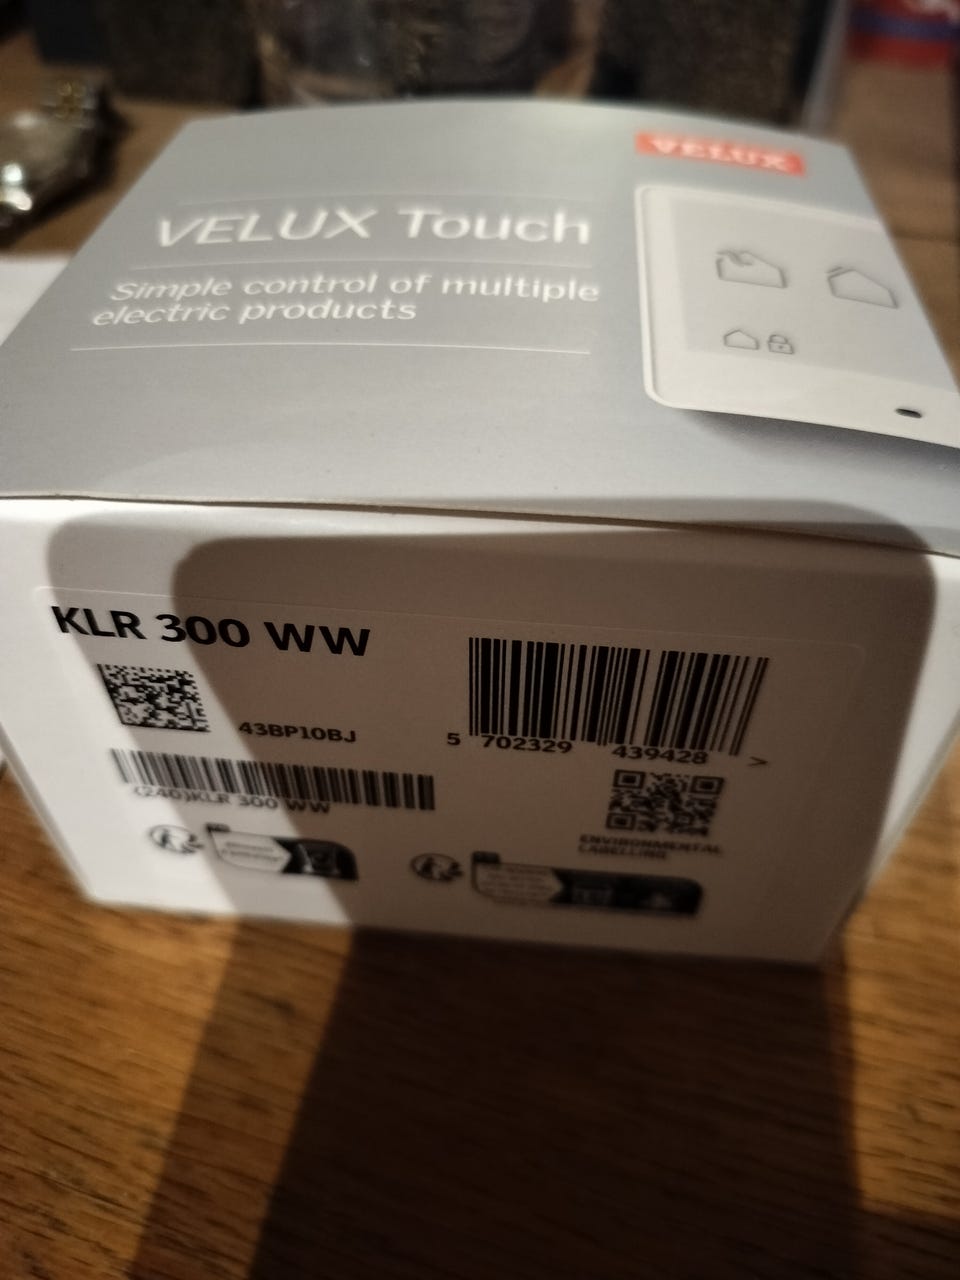 VELUX
VELUX Touch
Simple control of multiple
electric products
KLR 300 WW
43BP10BJ
5 702329 439428 >
(240)KLR 300 WW
ENVIRONMENTAL
LABELLING